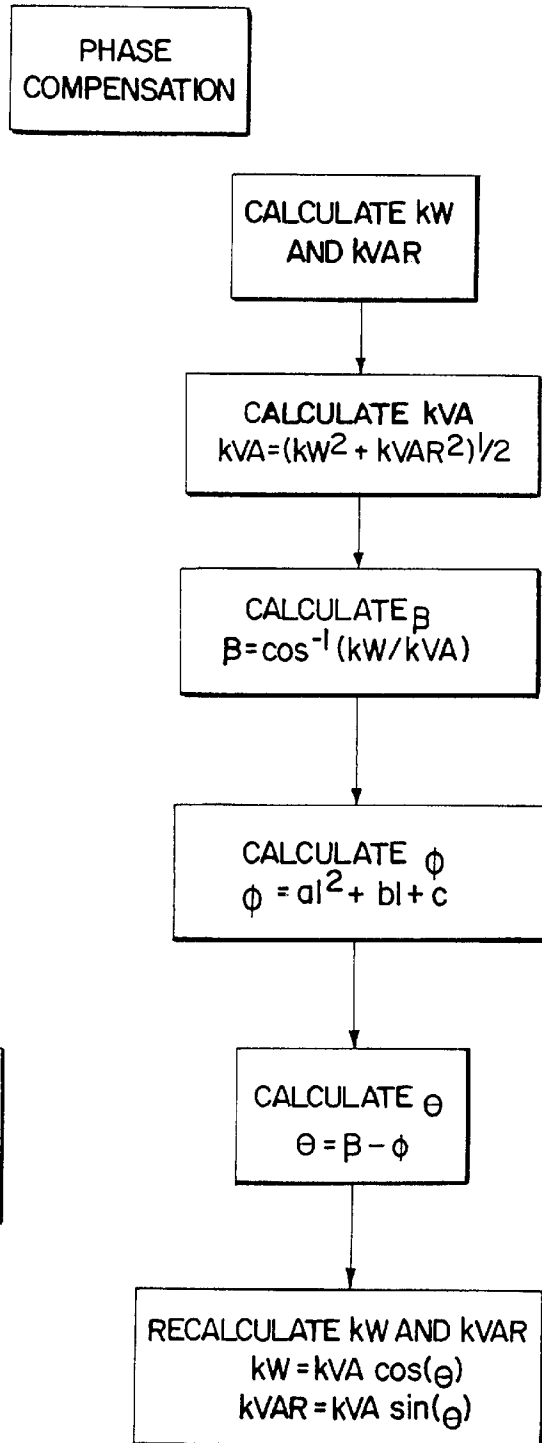 PHASE
COMPENSATION
CALCULATE kW
AND kVAR
CALCULATE kVA
kVA=(kW² + kVAR²)1/2
CALCULATE β
β=cos⁻¹(kW/kVA)
CALCULATE ϕ
ϕ = aI² + bI + c
CALCULATE θ
θ = β − ϕ
RECALCULATE kW AND kVAR
kW = kVA cos(θ)
kVAR = kVA sin(θ)